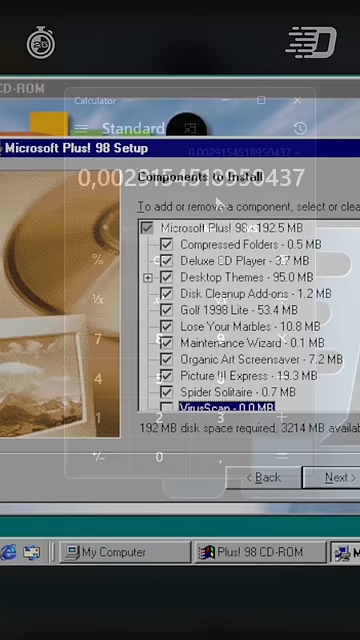 CD-ROM
Calculator
Standard
Microsoft Plus! 98 Setup
Components to Install
To add or remove a component, select or clea
Microsoft Plus! 98 - 192.5 MB
Compressed Folders - 0.5 MB
Deluxe CD Player - 3.7 MB
Desktop Themes - 95.0 MB
Disk Cleanup Add-ons - 1.2 MB
Golf 1998 Lite - 53.4 MB
Lose Your Marbles - 10.8 MB
Maintenance Wizard - 0.1 MB
Organic Art Screensaver - 7.2 MB
Picture It! Express - 19.3 MB
Spider Solitaire - 0.7 MB
VirusScan - 0.0 MB
192 MB disk space required, 3214 MB availab
%
¹/x
7
4
1 2 3 +
+/- 0 ,
< Back Next >
My Computer Plus! 98 CD-ROM M